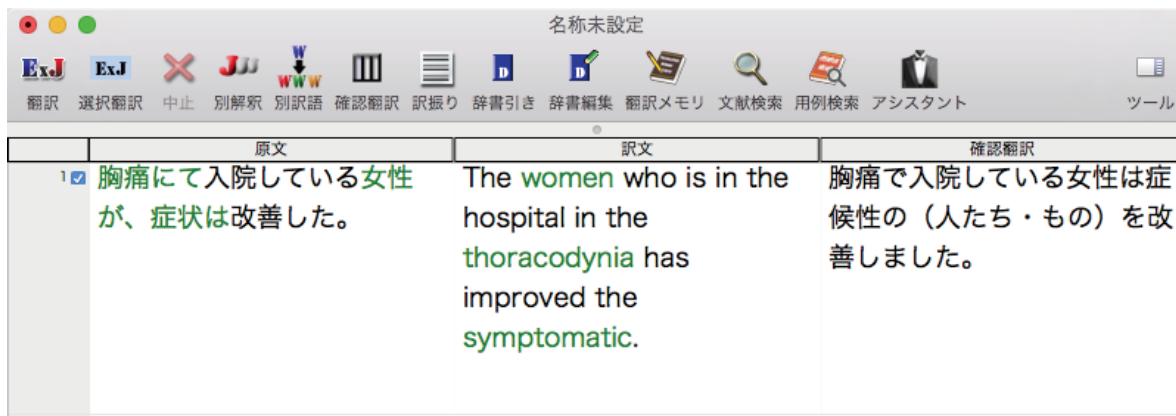 名称未設定
ExJ ExJ J W WWW D D
翻訳 選択翻訳 中止 別解釈 別訳語 確認翻訳 訳振り 辞書引き 辞書編集 翻訳メモリ 文献検索 用例検索 アシスタント ツール
原文 訳文 確認翻訳
1 胸痛にて入院している女性 The women who is in the 胸痛で入院している女性は症
が、症状は改善した。 hospital in the 候性の（人たち・もの）を改
thoracodynia has 善しました。
improved the
symptomatic.